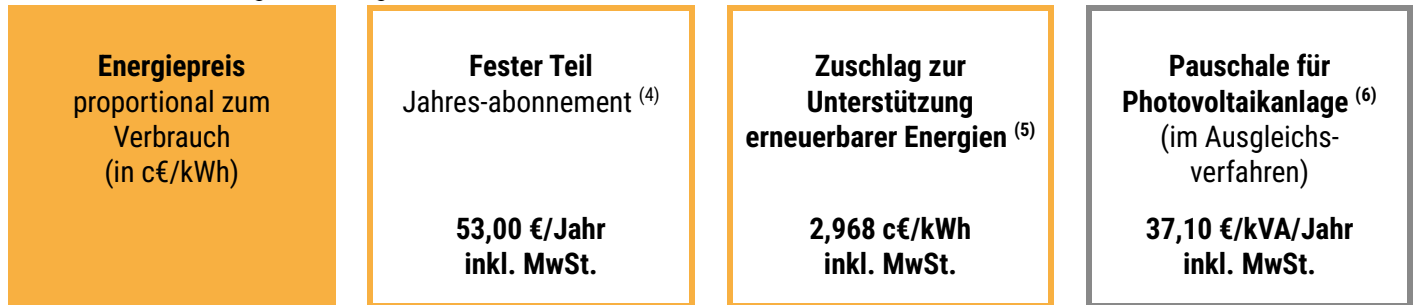 Energiepreis
proportional zum
Verbrauch
(in c€/kWh)
Fester Teil
Jahres-abonnement (4)
53,00 €/Jahr
inkl. MwSt.
Zuschlag zur
Unterstützung
erneuerbarer Energien (5)
2,968 c€/kWh
inkl. MwSt.
Pauschale für
Photovoltaikanlage (6)
(im Ausgleichs-
verfahren)
37,10 €/kVA/Jahr
inkl. MwSt.